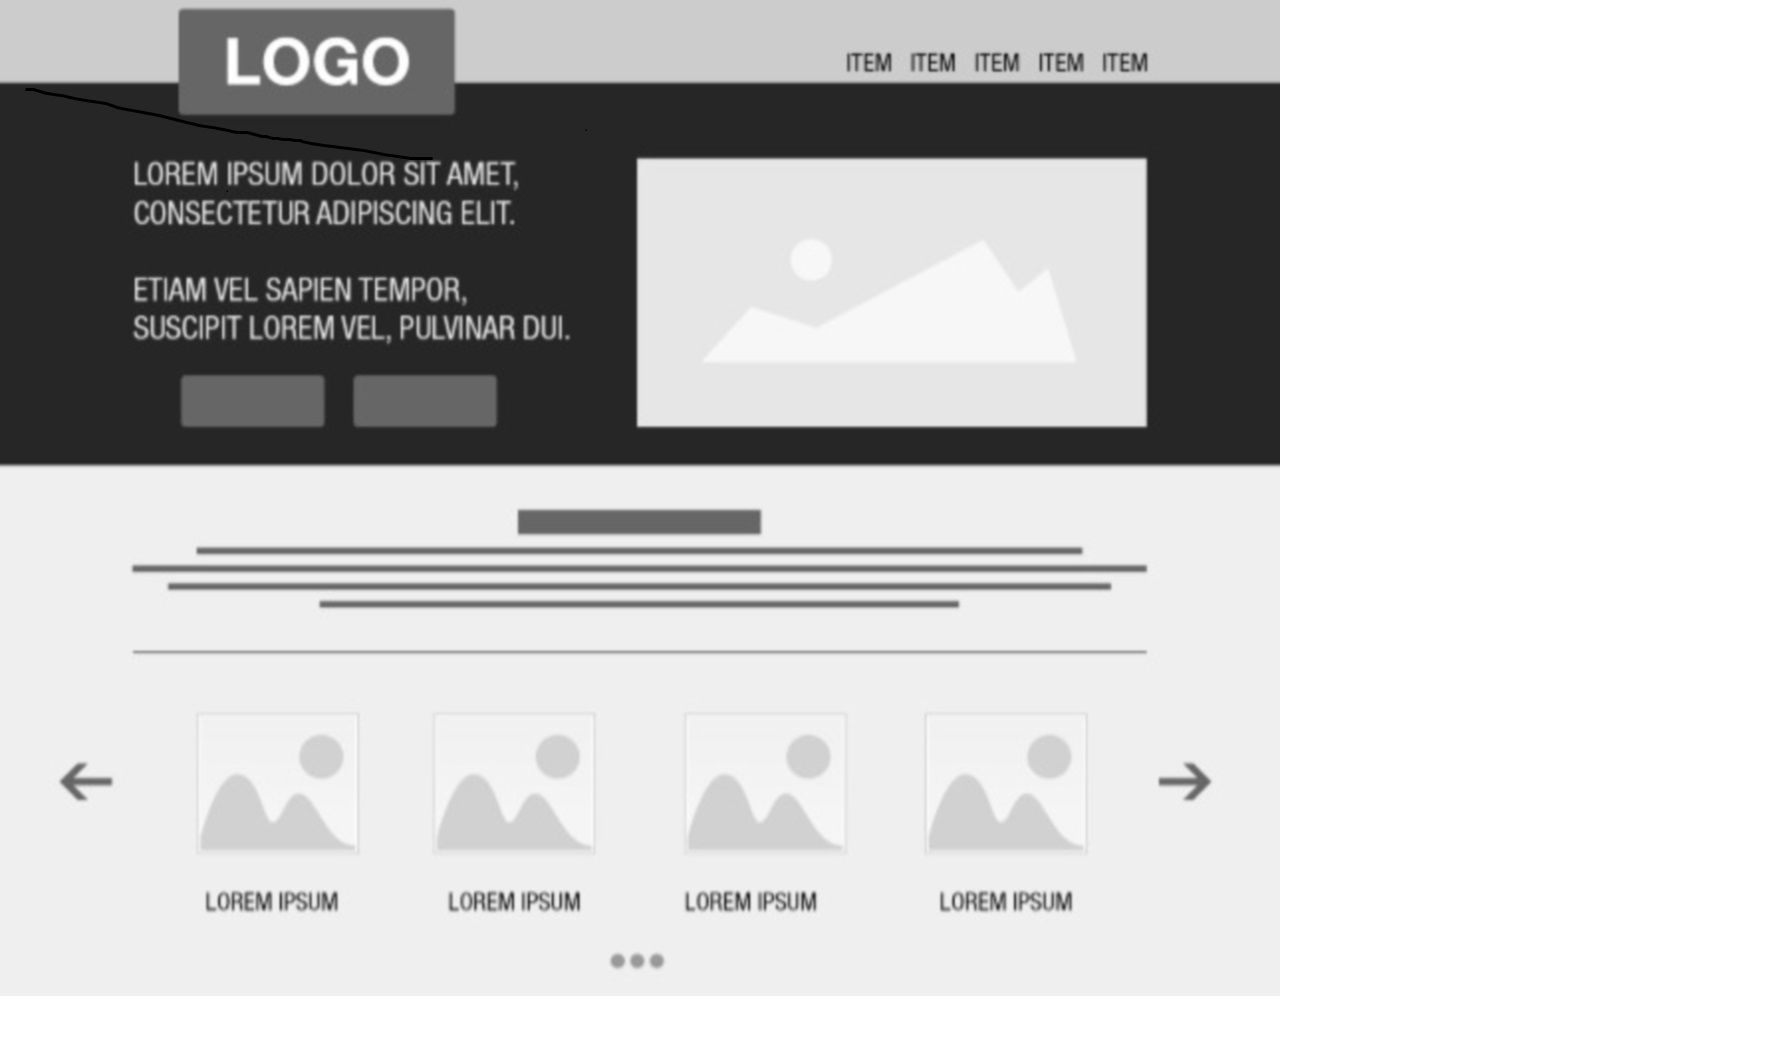 LOGO
ITEM ITEM ITEM ITEM ITEM
LOREM IPSUM DOLOR SIT AMET,
CONSECTETUR ADIPISCING ELIT.
ETIAM VEL SAPIEN TEMPOR,
SUSCIPIT LOREM VEL, PULVINAR DUI.
LOREM IPSUM LOREM IPSUM LOREM IPSUM LOREM IPSUM